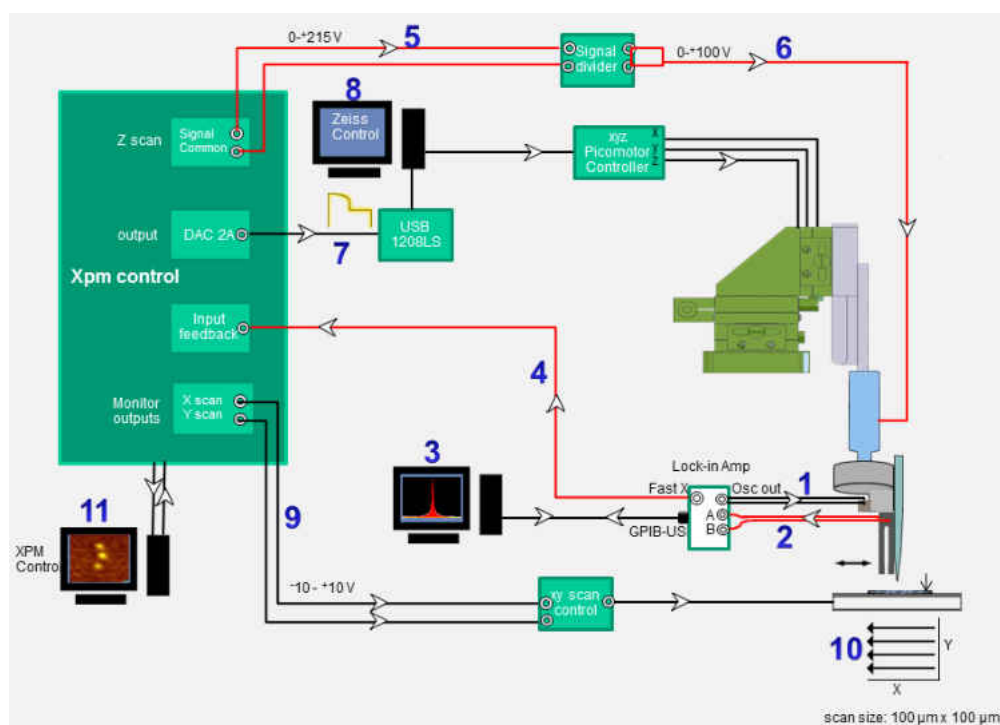 0-⁺215 V
5
Signal
divider
0-⁺100 V
6
8
Zeiss
Control
Z scan
Signal
Common
xyz
Picomotor
Controller
X
Y
Z
output
DAC 2A
7
USB
1208LS
Xpm control
Input
feedback
4
Monitor
outputs
X scan
Y scan
3
Lock-in Amp
Fast X
Osc out
1
A
B
GPIB-US
2
9
11
XPM
Contro
⁻10 - ⁺10 V
xy scan
control
10
Y
X
scan size: 100 µm x 100 µm